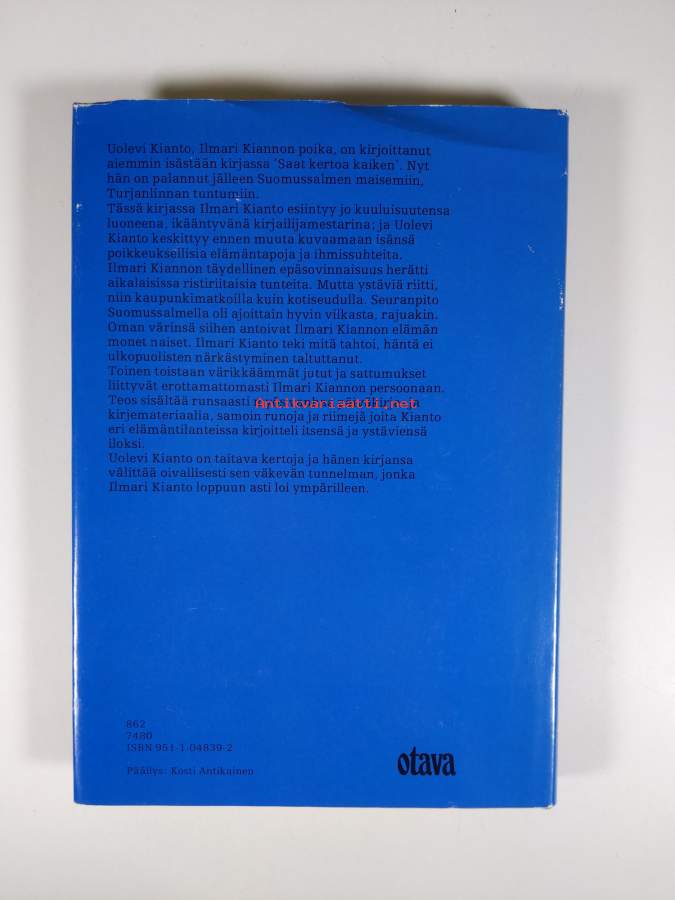 Uolevi Kianto, Ilmari Kiannon poika, on kirjoittanut
aiemmin isästään kirjassa 'Saat kertoa kaiken'. Nyt
hän on palannut jälleen Suomussalmen maisemiin,
Turjanlinnan tuntumiin.
Tässä kirjassa Ilmari Kianto esiintyy jo kuuluisuutensa
luoneena, ikääntyvänä kirjailijamestarina; ja Uolevi
Kianto keskittyy ennen muuta kuvaamaan isänsä
poikkeuksellisia elämäntapoja ja ihmissuhteita.
Ilmari Kiannon täydellinen epäsovinnaisuus herätti
aikalaisissa ristiriitaisia tunteita. Mutta ystäviä riitti,
niin kaupunkimatkoilla kuin kotiseudulla. Seuranpito
Suomussalmella oli ajoittain hyvin vilkasta, rajuakin.
Oman värinsä siihen antoivat Ilmari Kiannon elämän
monet naiset. Ilmari Kianto teki mitä tahtoi, häntä ei
ulkopuolisten närkästyminen taltuttanut.
Toinen toistaan värikkäämmät jutut ja sattumukset
liittyvät erottamattomasti Ilmari Kiannon persoonaan.
Teos sisältää runsaasti
Antikvariaatti.net
kirjemateriaalia, samoin runoja ja riimejä joita Kianto
eri elämäntilanteissa kirjoitteli itsensä ja ystäviensä
iloksi.
Uolevi Kianto on taitava kertoja ja hänen kirjansa
välittää oivallisesti sen väkevän tunnelman, jonka
Ilmari Kianto loppuun asti loi ympärilleen.
862
7480
ISBN 951-1-04839-2
Päällys: Kosti Antikainen
otava